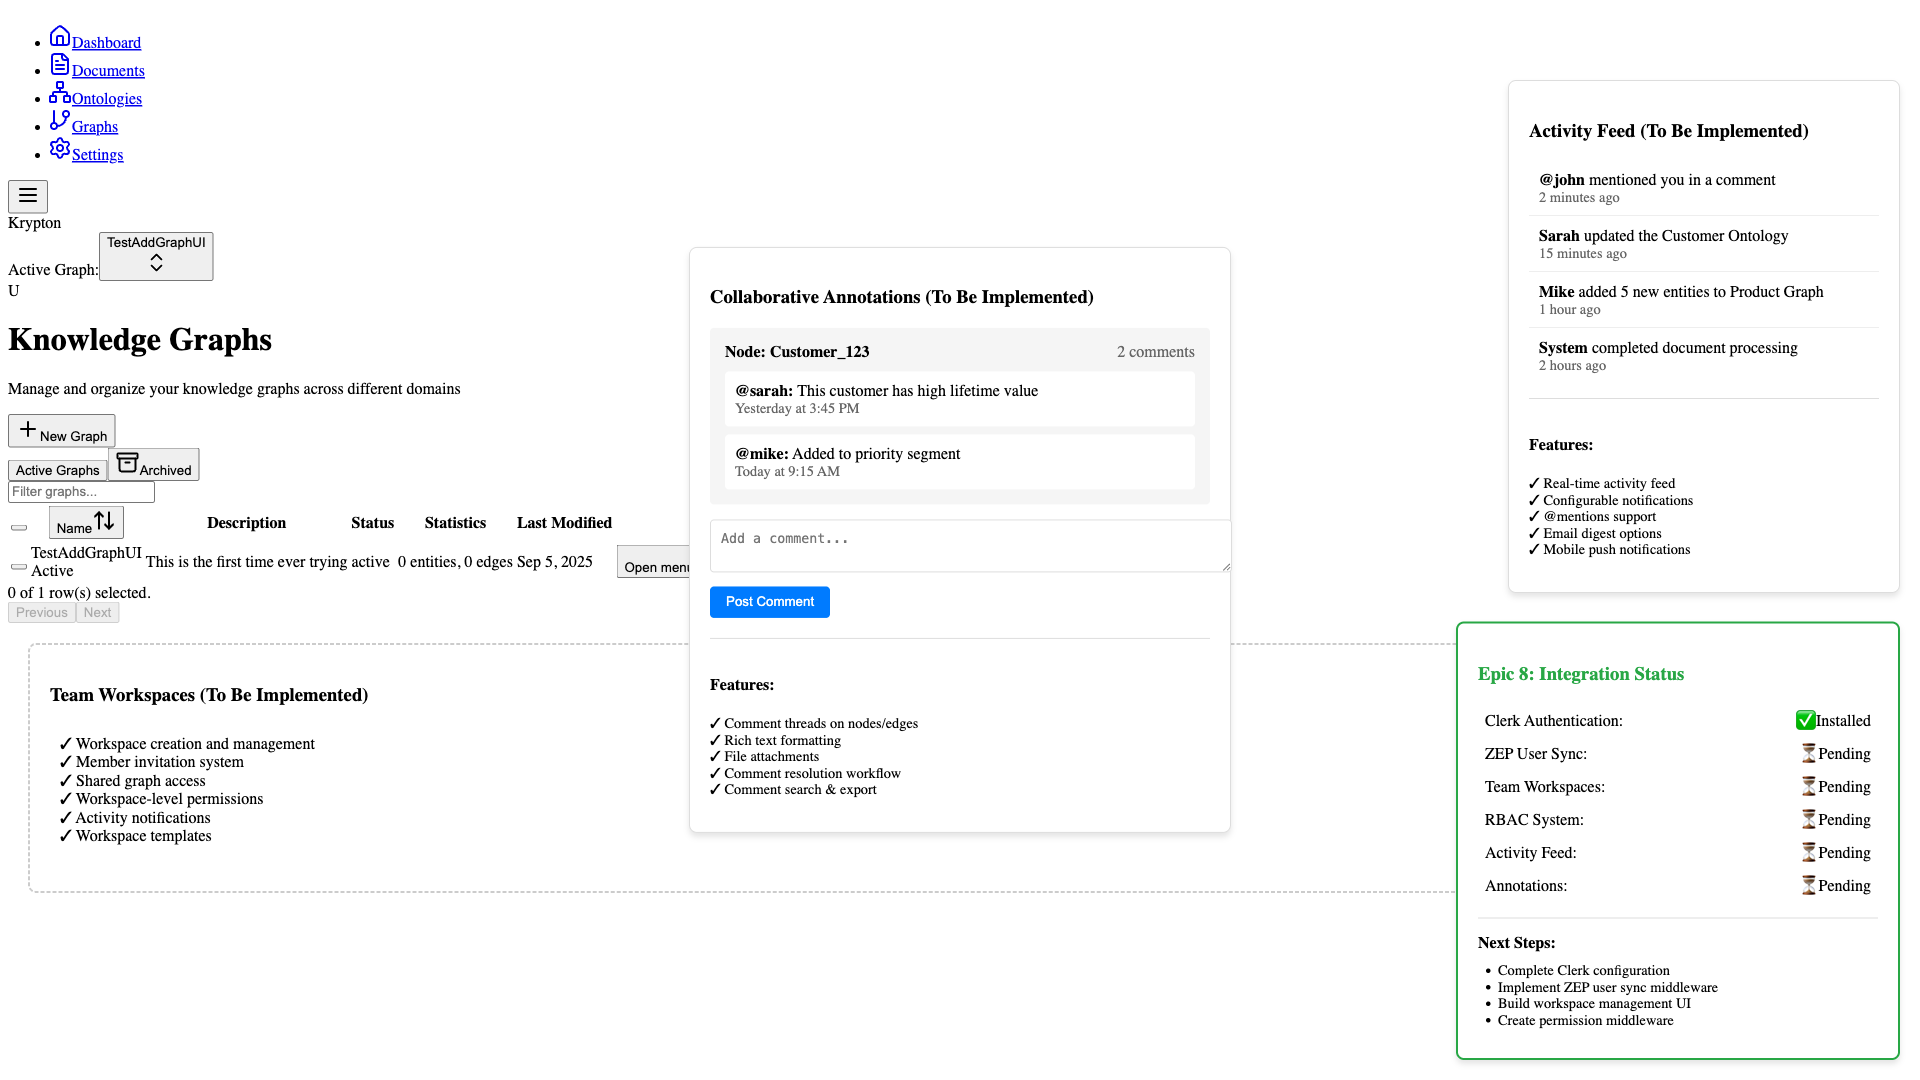 Dashboard
Documents
Ontologies
Graphs
Settings
Krypton
Active Graph: TestAddGraphUI
U
Knowledge Graphs
Manage and organize your knowledge graphs across different domains
New Graph
Active Graphs Archived
Filter graphs...
Name Description Status Statistics Last Modified
TestAddGraphUI
Active
This is the first time ever trying active 0 entities, 0 edges Sep 5, 2025 Open menu
0 of 1 row(s) selected.
Previous Next
Team Workspaces (To Be Implemented)
✓ Workspace creation and management
✓ Member invitation system
✓ Shared graph access
✓ Workspace-level permissions
✓ Activity notifications
✓ Workspace templates
Collaborative Annotations (To Be Implemented)
Node: Customer_123 2 comments
@sarah: This customer has high lifetime value
Yesterday at 3:45 PM
@mike: Added to priority segment
Today at 9:15 AM
Add a comment...
Post Comment
Features:
✓ Comment threads on nodes/edges
✓ Rich text formatting
✓ File attachments
✓ Comment resolution workflow
✓ Comment search & export
Activity Feed (To Be Implemented)
@john mentioned you in a comment
2 minutes ago
Sarah updated the Customer Ontology
15 minutes ago
Mike added 5 new entities to Product Graph
1 hour ago
System completed document processing
2 hours ago
Features:
✓ Real-time activity feed
✓ Configurable notifications
✓ @mentions support
✓ Email digest options
✓ Mobile push notifications
Epic 8: Integration Status
Clerk Authentication: ✅Installed
ZEP User Sync: ⏳Pending
Team Workspaces: ⏳Pending
RBAC System: ⏳Pending
Activity Feed: ⏳Pending
Annotations: ⏳Pending
Next Steps:
• Complete Clerk configuration
• Implement ZEP user sync middleware
• Build workspace management UI
• Create permission middleware